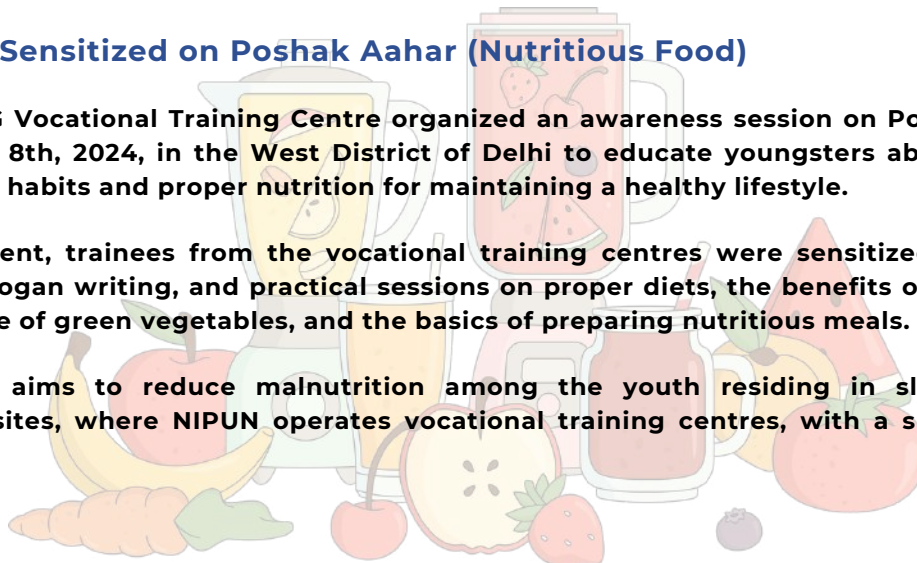 Sensitized on Poshak Aahar (Nutritious Food)
G Vocational Training Centre organized an awareness session on Po
8th, 2024, in the West District of Delhi to educate youngsters ab
habits and proper nutrition for maintaining a healthy lifestyle.
ent, trainees from the vocational training centres were sensitized
ogan writing, and practical sessions on proper diets, the benefits o
e of green vegetables, and the basics of preparing nutritious meals.
aims to reduce malnutrition among the youth residing in sl
sites, where NIPUN operates vocational training centres, with a s